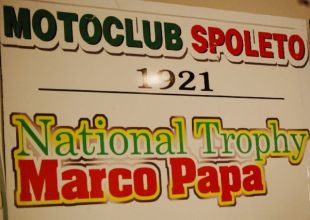 MOTOCLUB SPOLETO
1921
National Trophy
Marco Papa